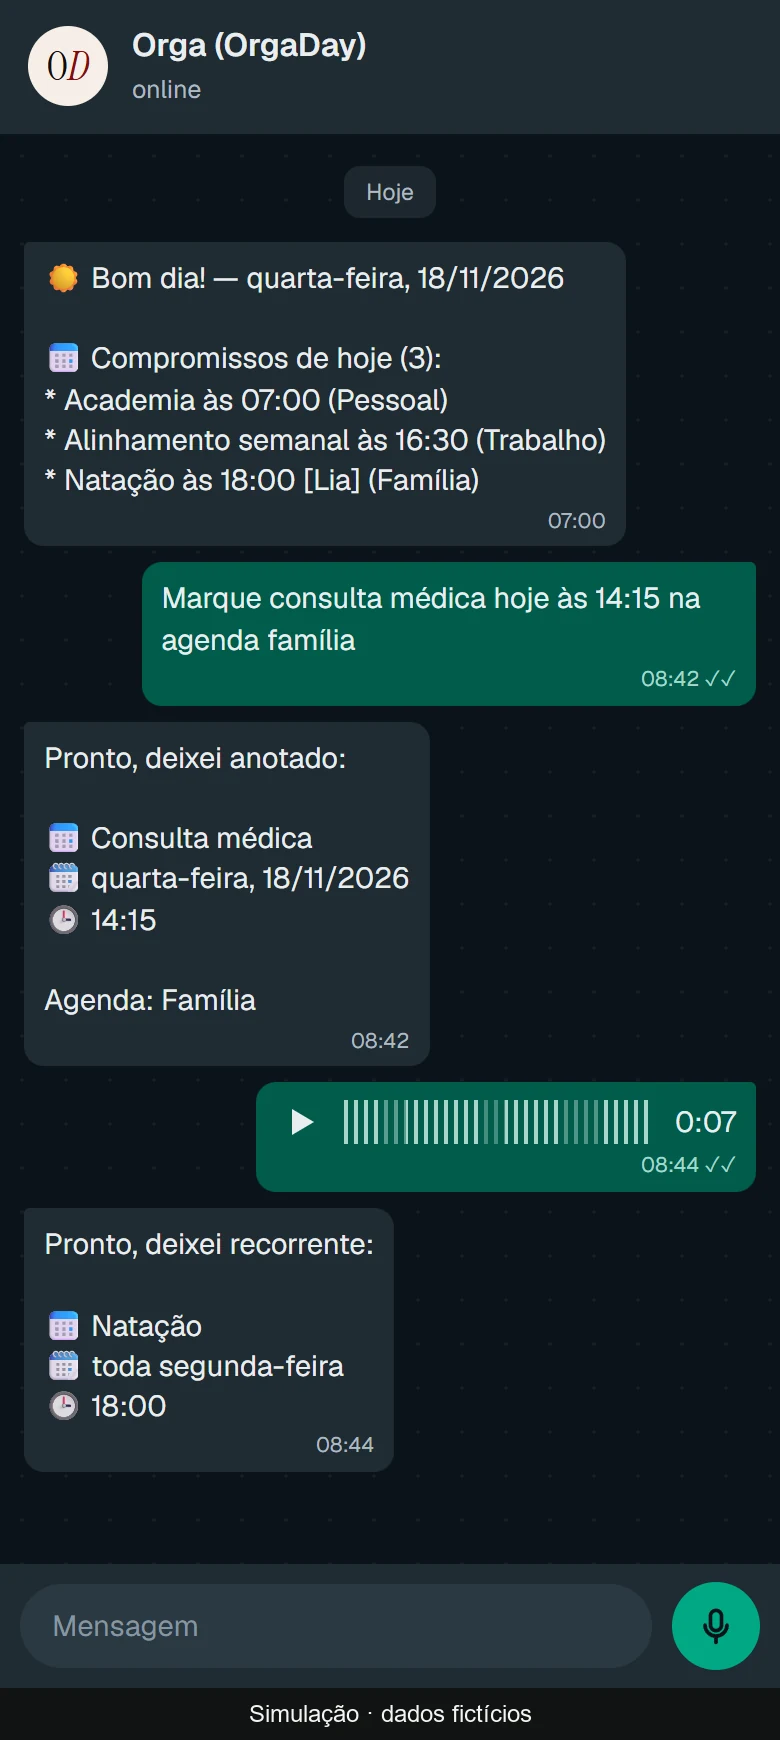 OD
Orga (OrgaDay)
online
Hoje
Bom dia! — quarta-feira, 18/11/2026
Compromissos de hoje (3):
* Academia às 07:00 (Pessoal)
* Alinhamento semanal às 16:30 (Trabalho)
* Natação às 18:00 [Lia] (Família)
07:00
Marque consulta médica hoje às 14:15 na
agenda família
08:42 ✓✓
Pronto, deixei anotado:
Consulta médica
quarta-feira, 18/11/2026
14:15
Agenda: Família
08:42
0:07
08:44 ✓✓
Pronto, deixei recorrente:
Natação
toda segunda-feira
18:00
08:44
Mensagem
Simulação · dados fictícios